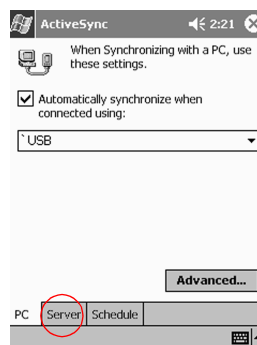 ActiveSync 2:21
When Synchronizing with a PC, use
these settings.
Automatically synchronize when
connected using:
`USB
Advanced...
PC Server Schedule